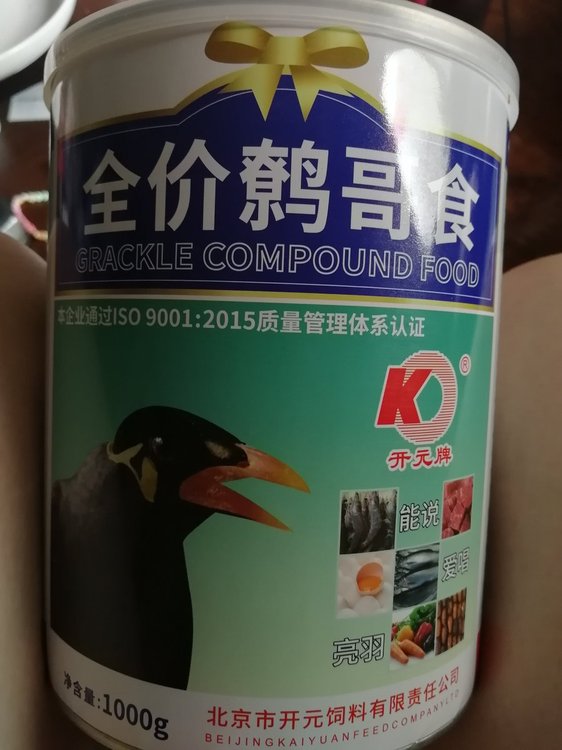 全价鹩哥食
GRACKLE COMPOUND FOOD
本企业通过ISO 9001:2015质量管理体系认证
K
®
开元牌
能说
爱唱
亮羽
净含量:1000g
北京市开元饲料有限责任公司
BEIJINGKAIYUANFEEDCOMPANYLTD